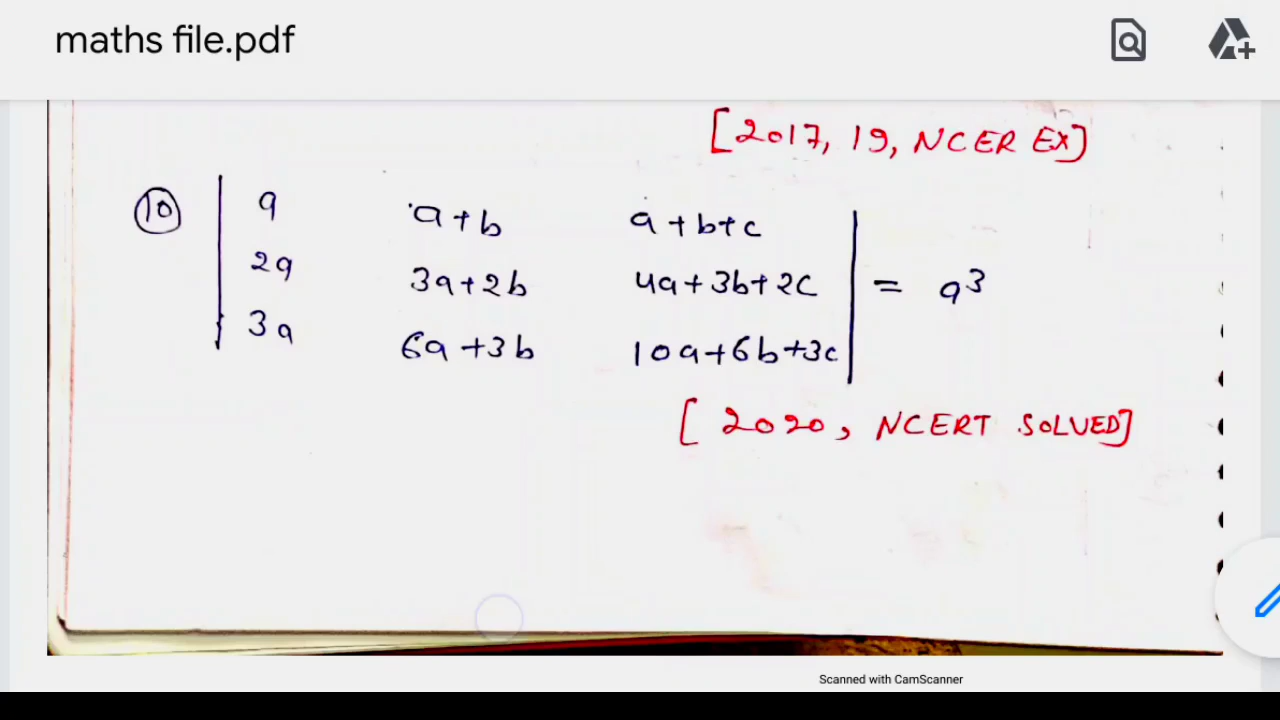 maths file.pdf
[2017, 19, NCER EX]
10 | a a+b a+b+c |
2a 3a+2b 4a+3b+2c = a³
3a 6a+3b 10a+6b+3c
[2020, NCERT SOLVED]
Scanned with CamScanner